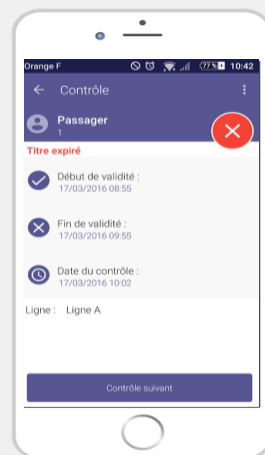 Orange F 77% 10:42
Contrôle
Passager
1
Titre expiré
Début de validité :
17/03/2016 08:55
Fin de validité :
17/03/2016 09:55
Date du contrôle :
17/03/2016 10:02
Ligne : Ligne A
Contrôle suivant